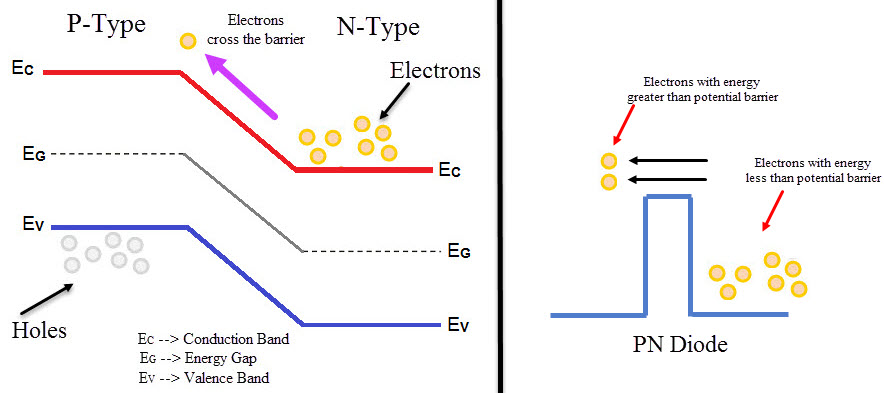 P-Type
Electrons
cross the barrier
N-Type
EC
Electrons
EG
EC
EV
EG
Holes
EV
EC --> Conduction Band
EG --> Energy Gap
EV --> Valence Band
Electrons with energy
greater than potential barrier
Electrons with energy
less than potential barrier
PN Diode